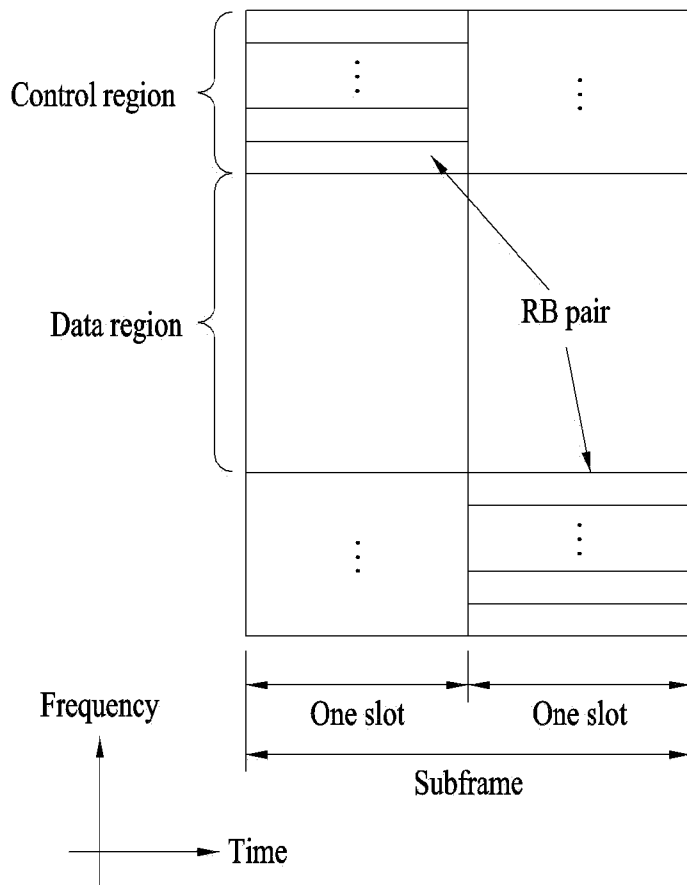 Control region
Data region
RB pair
One slot
One slot
Frequency
Subframe
Time